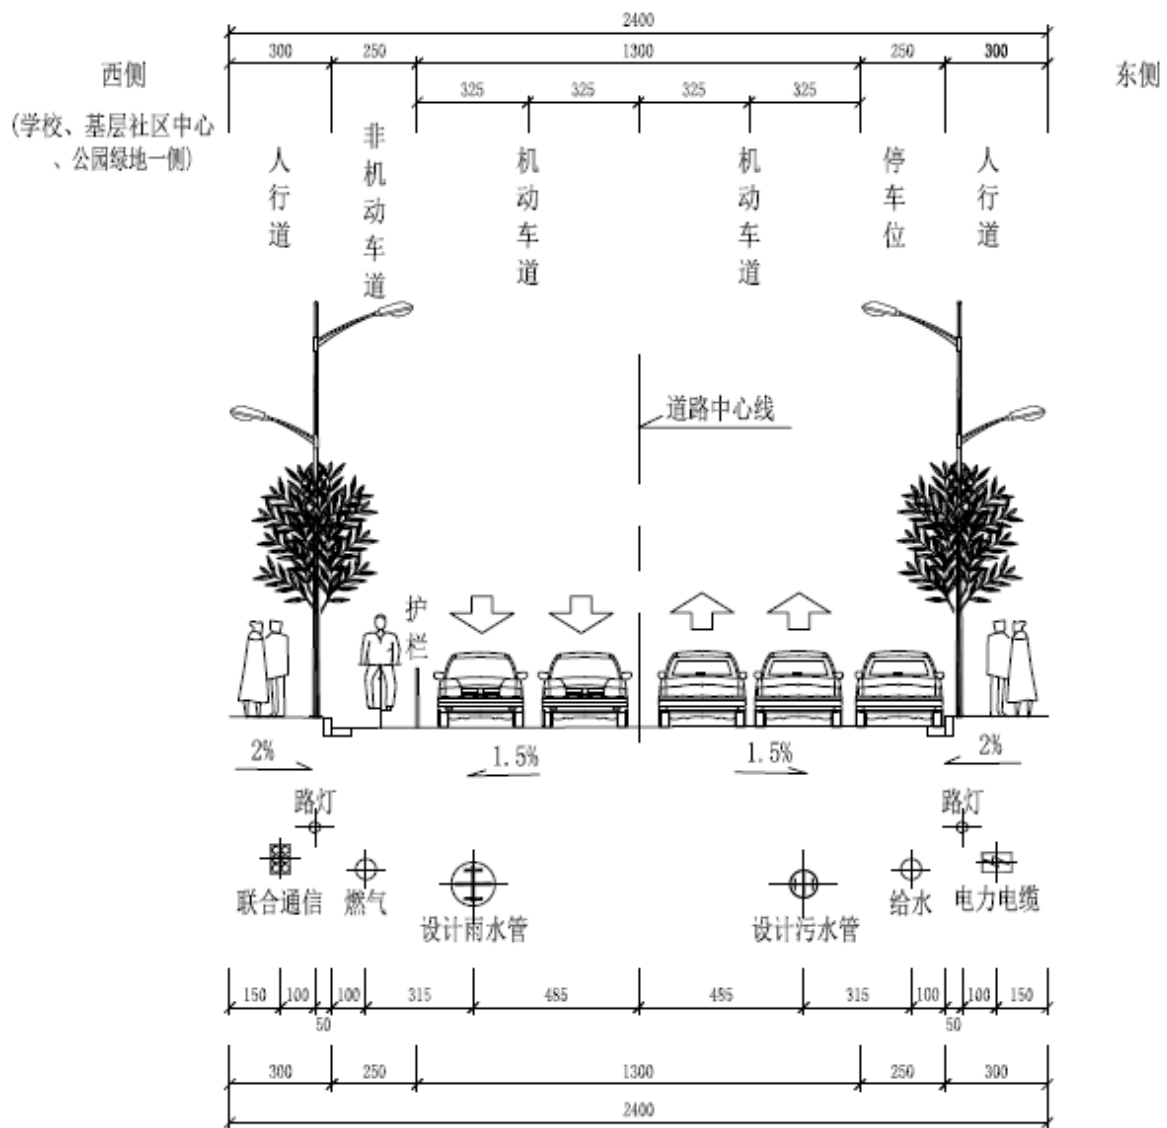 2400
300 250 1300 250 300
325 325 325 325
西侧
(学校、基层社区中心
、公园绿地一侧)
东侧
人行道
非机动车道
机动车道
机动车道
停车位
人行道
道路中心线
护栏
2% 1.5% 1.5% 2%
路灯 路灯
联合通信 燃气 设计雨水管 设计污水管 给水 电力电缆
150 100 50 100 315 485 485 315 100 50 100 150
300 250 1300 250 300
2400